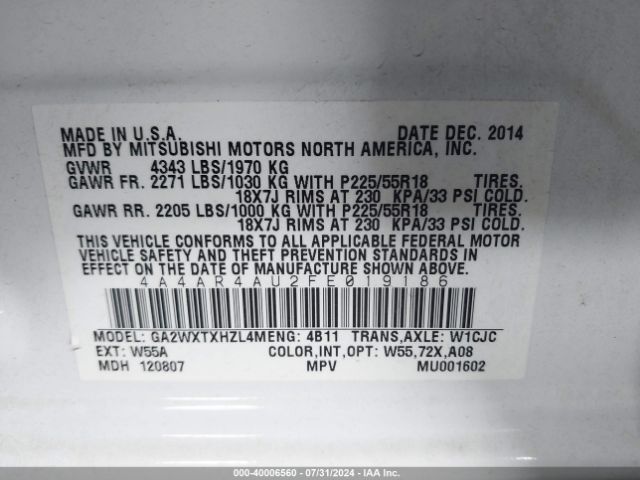 MADE IN U.S.A. DATE DEC. 2014
MFD BY MITSUBISHI MOTORS NORTH AMERICA, INC.
GVWR 4343 LBS/1970 KG
GAWR FR. 2271 LBS/1030 KG WITH P225/55R18 TIRES.
18X7J RIMS AT 230 KPA/33 PSI COLD.
GAWR RR. 2205 LBS/1000 KG WITH P225/55R18 TIRES.
18X7J RIMS AT 230 KPA/33 PSI COLD.
THIS VEHICLE CONFORMS TO ALL APPLICABLE FEDERAL MOTOR
VEHICLE SAFETY AND THEFT PREVENTION STANDARDS IN
EFFECT ON THE DATE OF MANUFACTURE SHOWN ABOVE.
4A4AR4AU2FE019186
MODEL: GA2WXTXHZL4MENG: 4B11 TRANS,AXLE: W1CJC
EXT: W55A COLOR,INT,OPT: W55,72X,A08
MDH 120807 MPV MU001602
000-40006560 - 07/31/2024 - IAA Inc.